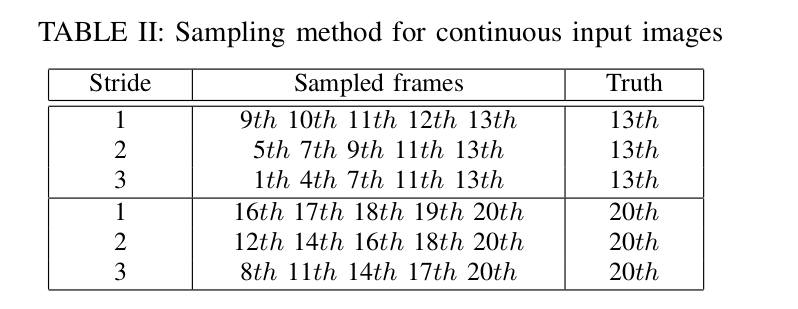 TABLE II: Sampling method for continuous input images
Stride Sampled frames Truth
1 9th 10th 11th 12th 13th 13th
2 5th 7th 9th 11th 13th 13th
3 1th 4th 7th 11th 13th 13th
1 16th 17th 18th 19th 20th 20th
2 12th 14th 16th 18th 20th 20th
3 8th 11th 14th 17th 20th 20th